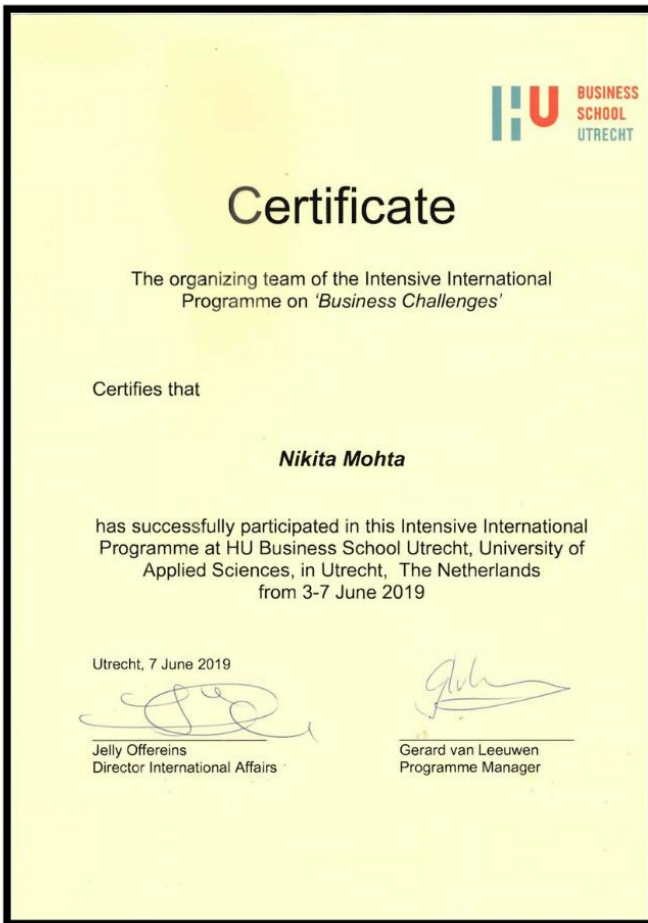 HU BUSINESS
SCHOOL
UTRECHT
Certificate
The organizing team of the Intensive International
Programme on 'Business Challenges'
Certifies that
Nikita Mohta
has successfully participated in this Intensive International
Programme at HU Business School Utrecht, University of
Applied Sciences, in Utrecht, The Netherlands
from 3-7 June 2019
Utrecht, 7 June 2019
Jelly Offereins
Director International Affairs
Gerard van Leeuwen
Programme Manager